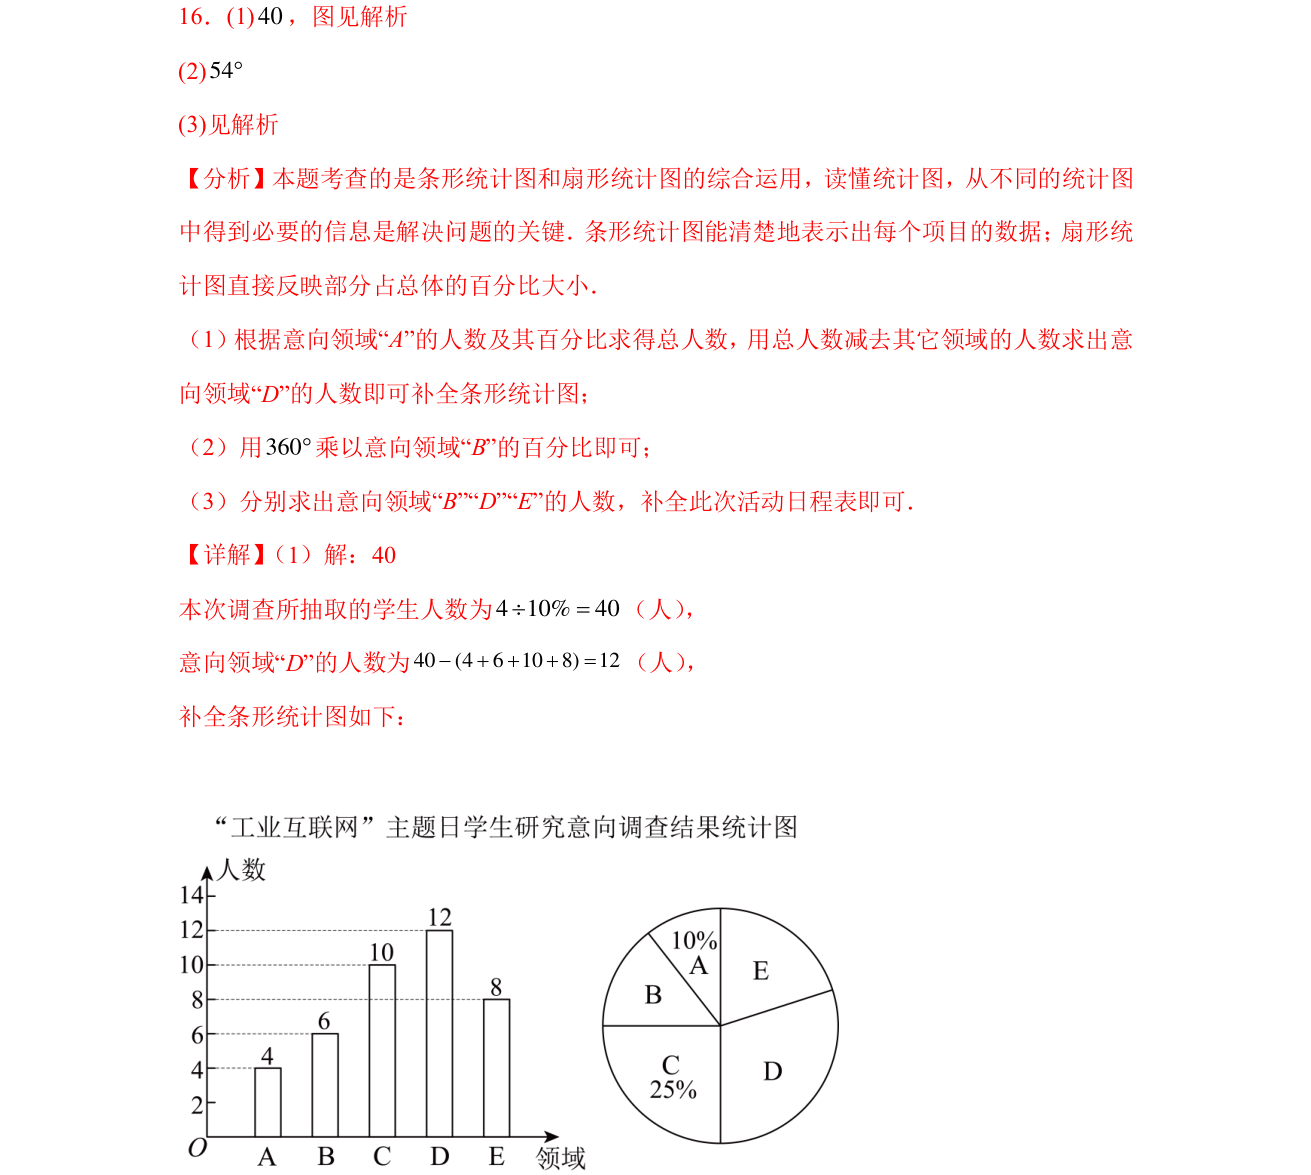 16．(1)40，图见解析
(2)54°
(3)见解析
【分析】本题考查的是条形统计图和扇形统计图的综合运用，读懂统计图，从不同的统计图
中得到必要的信息是解决问题的关键．条形统计图能清楚地表示出每个项目的数据；扇形统
计图直接反映部分占总体的百分比大小．
（1）根据意向领域“A”的人数及其百分比求得总人数，用总人数减去其它领域的人数求出意
向领域“D”的人数即可补全条形统计图；
（2）用360°乘以意向领域“B”的百分比即可；
（3）分别求出意向领域“B”“D”“E”的人数，补全此次活动日程表即可．
【详解】（1）解：40
本次调查所抽取的学生人数为4÷10%=40（人），
意向领域“D”的人数为40−(4+6+10+8)=12（人），
补全条形统计图如下：
“工业互联网”主题日学生研究意向调查结果统计图
人数
14
12
10
8
6
4
2
O
4
6
10
12
8
A B C D E 领域
10%
A
B
C
25%
D
E